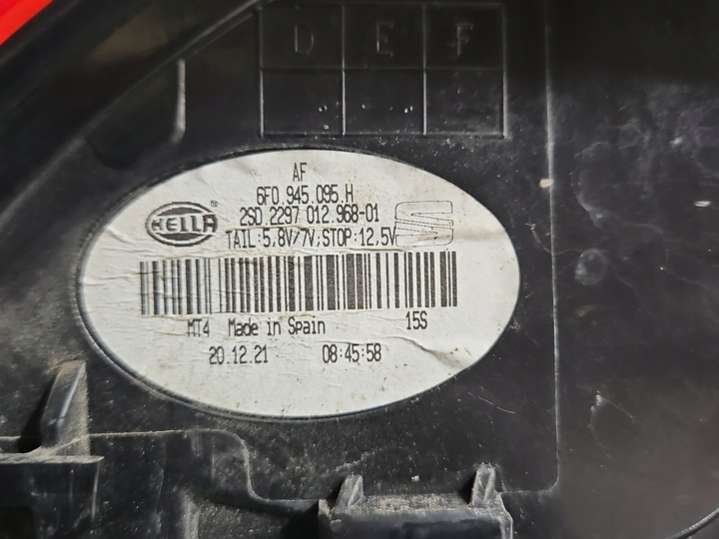 D E F
AF
6F0.945.095.H
HELLA ®
2SD 2297 012.968-01
TAIL:5,8V/7V;STOP:12,5V
MT4 Made in Spain 15S
20.12.21 08:45:58